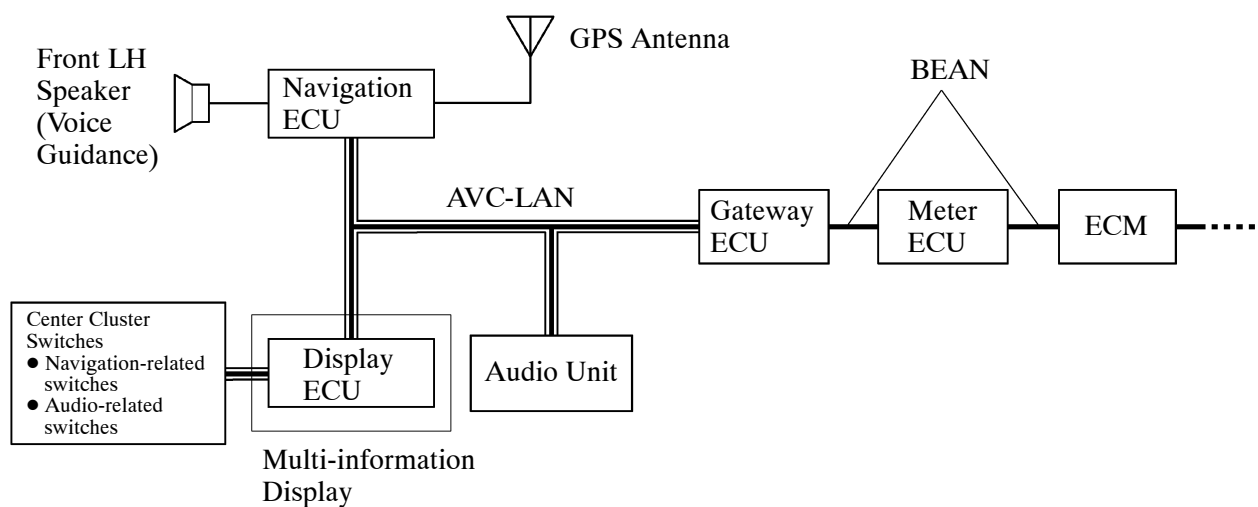 Front LH
Speaker
(Voice
Guidance)
Navigation
ECU
GPS Antenna
BEAN
AVC-LAN
Gateway
ECU
Meter
ECU
ECM
Center Cluster
Switches
● Navigation-related
switches
● Audio-related
switches
Display
ECU
Audio Unit
Multi-information
Display